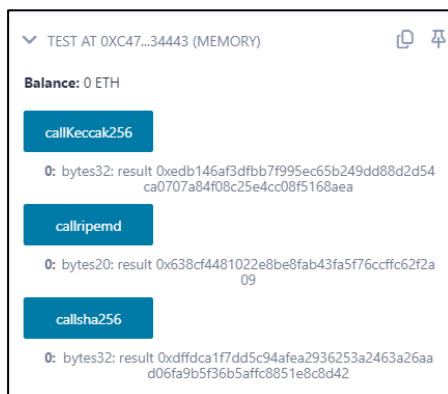 TEST AT 0XC47...34443 (MEMORY)
Balance: 0 ETH
callKeccak256
0: bytes32: result 0xedb146af3dfbb7f995ec65b249dd88d2d54
ca0707a84f08c25e4cc08f5168aea
callripemd
0: bytes20: result 0x638cf4481022e8be8fab43fa5f76ccffc62f2a
09
callsha256
0: bytes32: result 0xdffdca1f7dd5c94afea2936253a2463a26aa
d06fa9b5f36b5affc8851e8c8d42